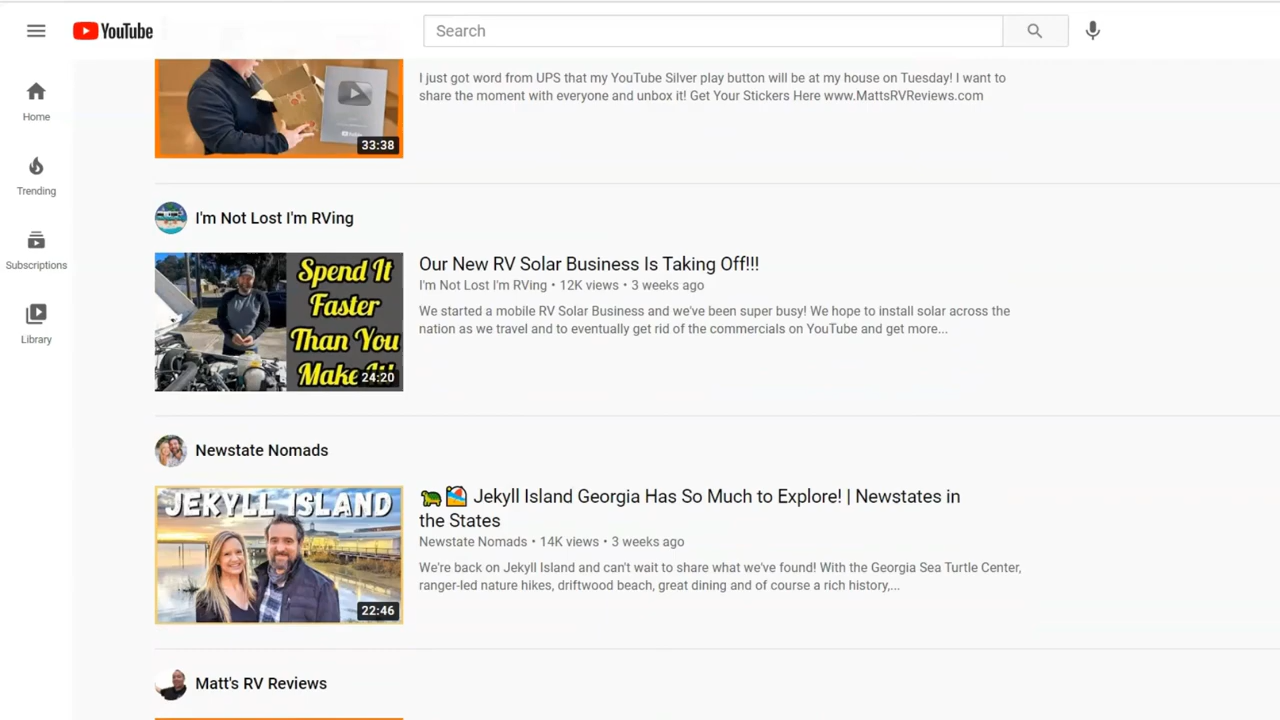 YouTube
Search
Home
Trending
Subscriptions
Library
I just got word from UPS that my YouTube Silver play button will be at my house on Tuesday! I want to
share the moment with everyone and unbox it! Get Your Stickers Here www.MattsRVReviews.com
33:38
I'm Not Lost I'm RVing
Spend It
Faster
Than You
Make It!
24:20
Our New RV Solar Business Is Taking Off!!!
I'm Not Lost I'm RVing • 12K views • 3 weeks ago
We started a mobile RV Solar Business and we've been super busy! We hope to install solar across the
nation as we travel and to eventually get rid of the commercials on YouTube and get more...
Newstate Nomads
JEKYLL ISLAND
22:46
Jekyll Island Georgia Has So Much to Explore! | Newstates in
the States
Newstate Nomads • 14K views • 3 weeks ago
We're back on Jekyll Island and can't wait to share what we've found! With the Georgia Sea Turtle Center,
ranger-led nature hikes, driftwood beach, great dining and of course a rich history,...
Matt's RV Reviews